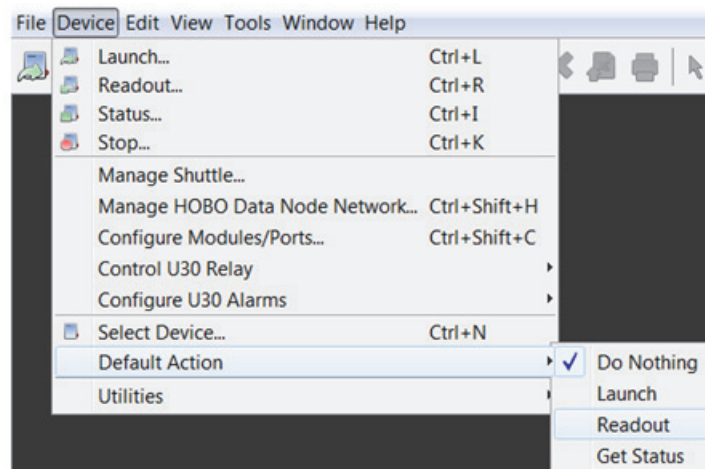 File Device Edit View Tools Window Help
Launch... Ctrl+L
Readout... Ctrl+R
Status... Ctrl+I
Stop... Ctrl+K
Manage Shuttle...
Manage HOBO Data Node Network... Ctrl+Shift+H
Configure Modules/Ports... Ctrl+Shift+C
Control U30 Relay
Configure U30 Alarms
Select Device... Ctrl+N
Default Action
Utilities
Do Nothing
Launch
Readout
Get Status